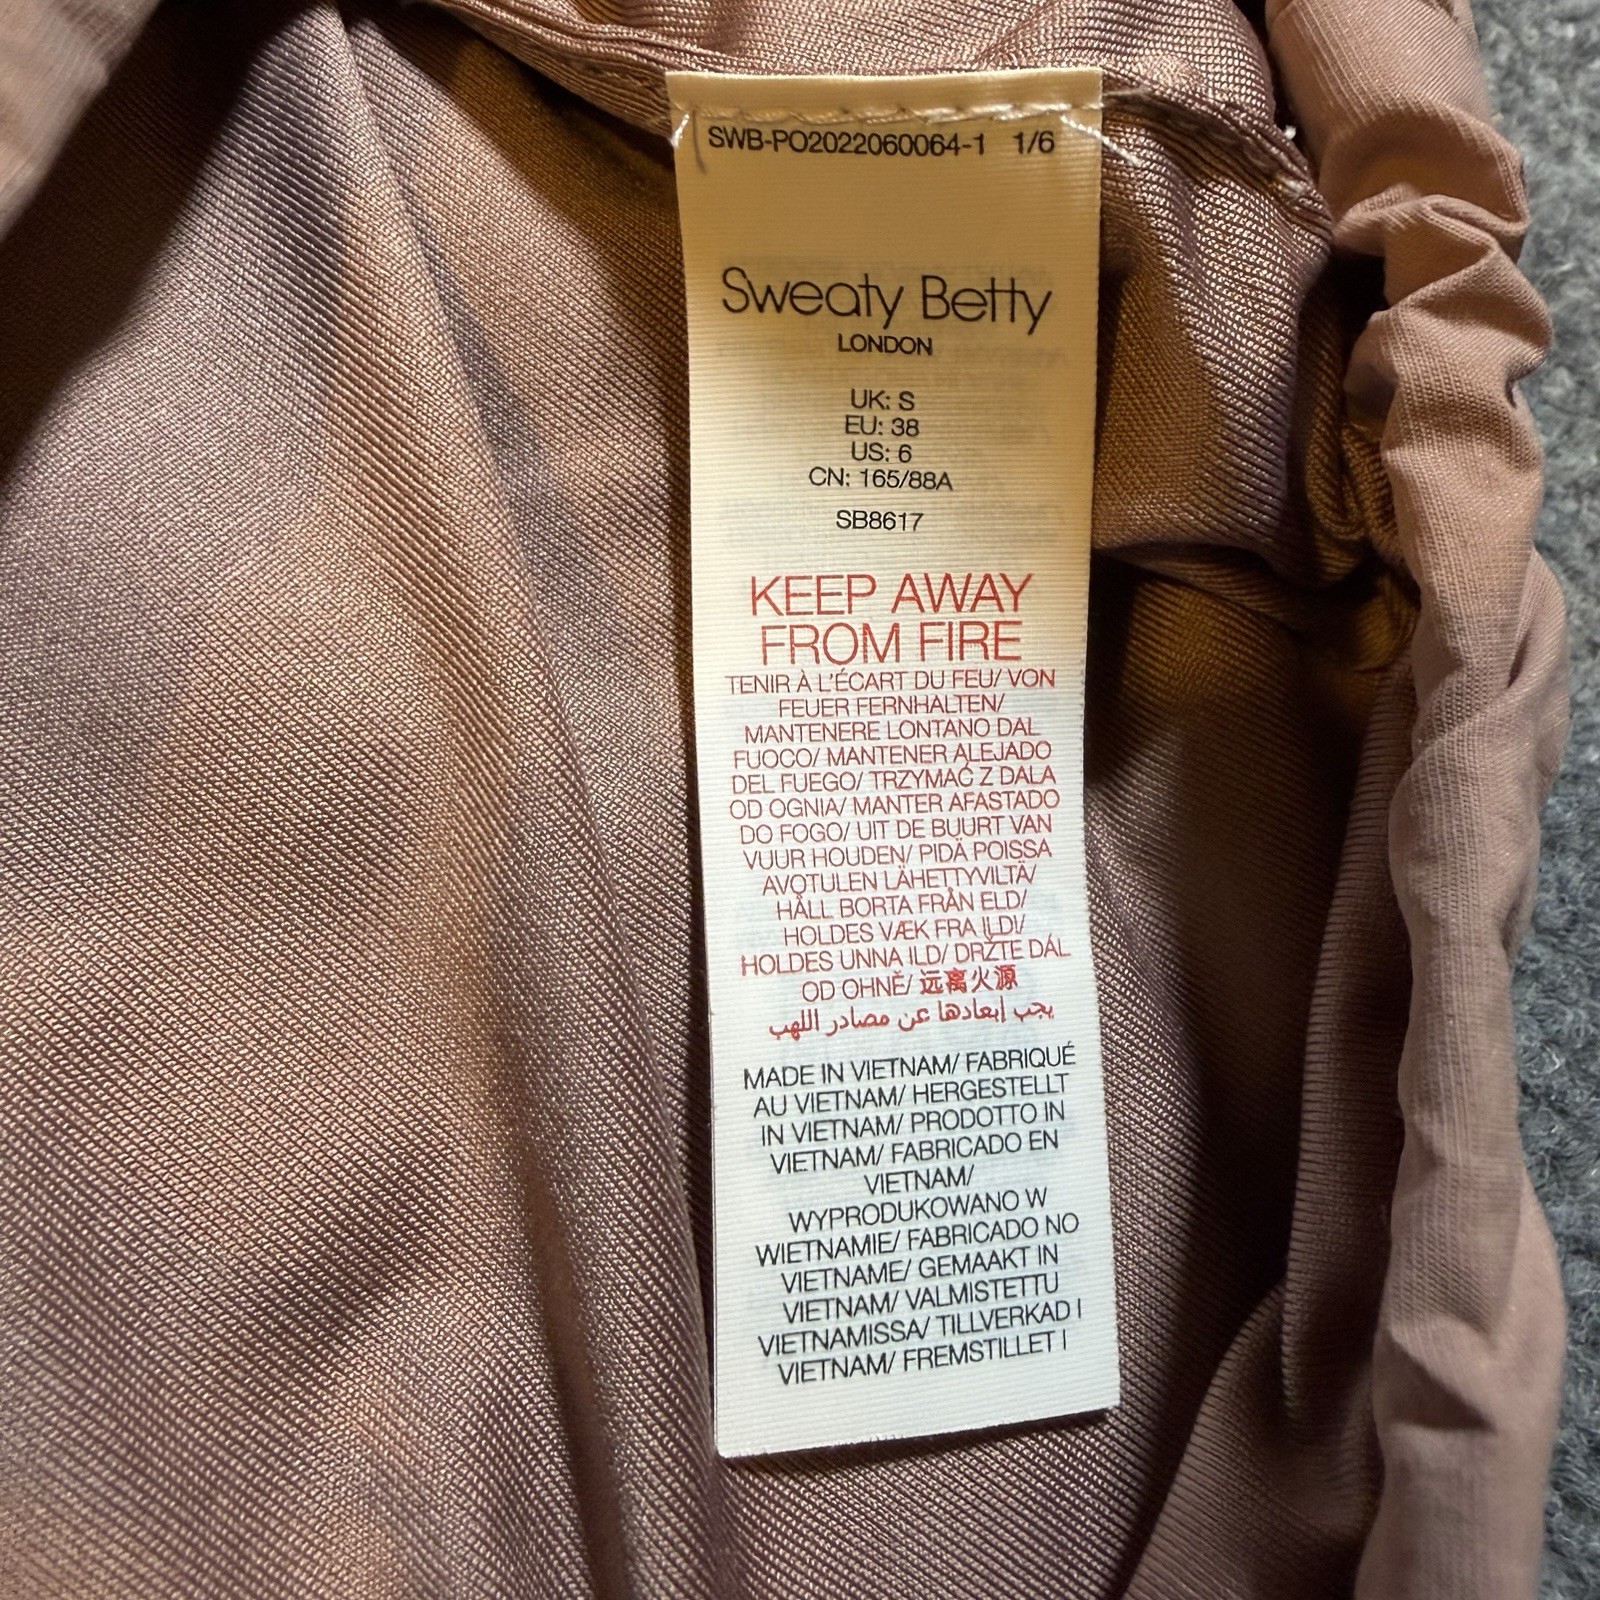 SWB-PO2022060064-1 1/6
Sweaty Betty
LONDON
UK: S
EU: 38
US: 6
CN: 165/88A
SB8617
KEEP AWAY
FROM FIRE
TENIR À L'ÉCART DU FEU/ VON
FEUER FERNHALTEN/
MANTENERE LONTANO DAL
FUOCO/ MANTENER ALEJADO
DEL FUEGO/ TRZYMAĆ Z DALA
OD OGNIA/ MANTER AFASTADO
DO FOGO/ UIT DE BUURT VAN
VUUR HOUDEN/ PIDÄ POISSA
AVOTULEN LÄHETTYVILTÄ/
HÅLL BORTA FRÅN ELD/
HOLDES VÆK FRA ILD!/
HOLDES UNNA ILD/ DRŽTE DÁL
OD OHNĚ/ 远离火源
يجب إبعادها عن مصادر اللهب
MADE IN VIETNAM/ FABRIQUÉ
AU VIETNAM/ HERGESTELLT
IN VIETNAM/ PRODOTTO IN
VIETNAM/ FABRICADO EN
VIETNAM/
WYPRODUKOWANO W
WIETNAMIE/ FABRICADO NO
VIETNAME/ GEMAAKT IN
VIETNAM/ VALMISTETTU
VIETNAMISSA/ TILLVERKAD I
VIETNAM/ FREMSTILLET I